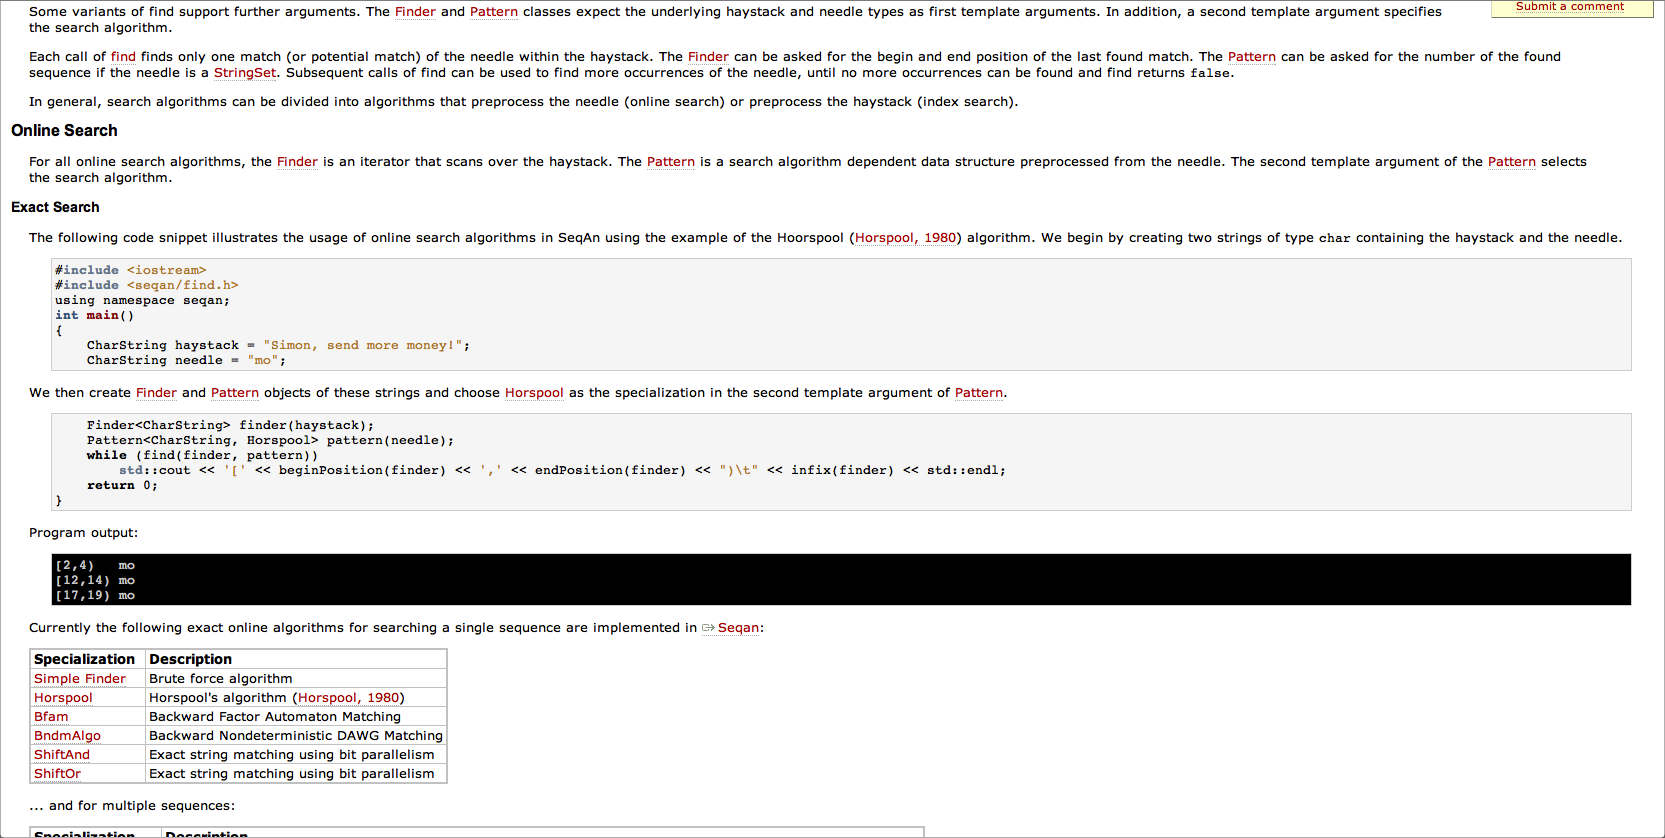 Submit a comment
Some variants of find support further arguments. The Finder and Pattern classes expect the underlying haystack and needle types as first template arguments. In addition, a second template argument specifies
the search algorithm.
Each call of find finds only one match (or potential match) of the needle within the haystack. The Finder can be asked for the begin and end position of the last found match. The Pattern can be asked for the number of the found
sequence if the needle is a StringSet. Subsequent calls of find can be used to find more occurrences of the needle, until no more occurrences can be found and find returns false.
In general, search algorithms can be divided into algorithms that preprocess the needle (online search) or preprocess the haystack (index search).
Online Search
For all online search algorithms, the Finder is an iterator that scans over the haystack. The Pattern is a search algorithm dependent data structure preprocessed from the needle. The second template argument of the Pattern selects
the search algorithm.
Exact Search
The following code snippet illustrates the usage of online search algorithms in SeqAn using the example of the Hoorspool (Horspool, 1980) algorithm. We begin by creating two strings of type char containing the haystack and the needle.
#include <iostream>
#include <seqan/find.h>
using namespace seqan;
int main()
{
    CharString haystack = "Simon, send more money!";
    CharString needle = "mo";
We then create Finder and Pattern objects of these strings and choose Horspool as the specialization in the second template argument of Pattern.
    Finder<CharString> finder(haystack);
    Pattern<CharString, Horspool> pattern(needle);
    while (find(finder, pattern))
        std::cout << '[' << beginPosition(finder) << ',' << endPosition(finder) << ")\t" << infix(finder) << std::endl;
    return 0;
}
Program output:
[2,4)   mo
[12,14) mo
[17,19) mo
Currently the following exact online algorithms for searching a single sequence are implemented in Seqan:
Specialization Description
Simple Finder Brute force algorithm
Horspool Horspool's algorithm (Horspool, 1980)
Bfam Backward Factor Automaton Matching
BndmAlgo Backward Nondeterministic DAWG Matching
ShiftAnd Exact string matching using bit parallelism
ShiftOr Exact string matching using bit parallelism
... and for multiple sequences:
Specialization Description